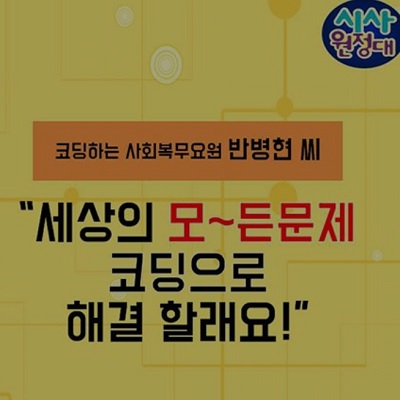 시사
원정대
코딩하는 사회복무요원 반병현 씨
“세상의 모~든문제
코딩으로
해결 할래요!”